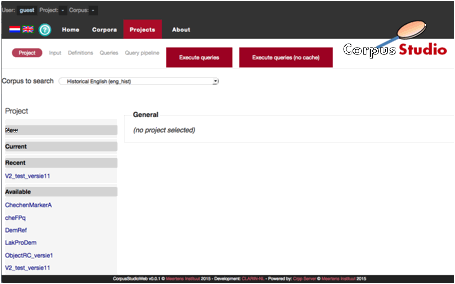 User: guest Project: - Corpus: -
Home Corpora Projects About
Corpus Studio
Project Input Definitions Queries Query pipeline Execute queries Execute queries (no cache)
Corpus to search Historical English (eng_hist)
Project
General
(no project selected)
Current
Recent
V2_test_versie11
Available
ChechenMarkerA
cheFPq
DemRef
LakProDem
ObjectRC_versie1
V2_test_versie11
CorpusStudioWeb v0.0.1 © Meertens Instituut 2015 - Development: CLARIN-NL - Powered by: Crpp Server © Meertens Instituut 2015